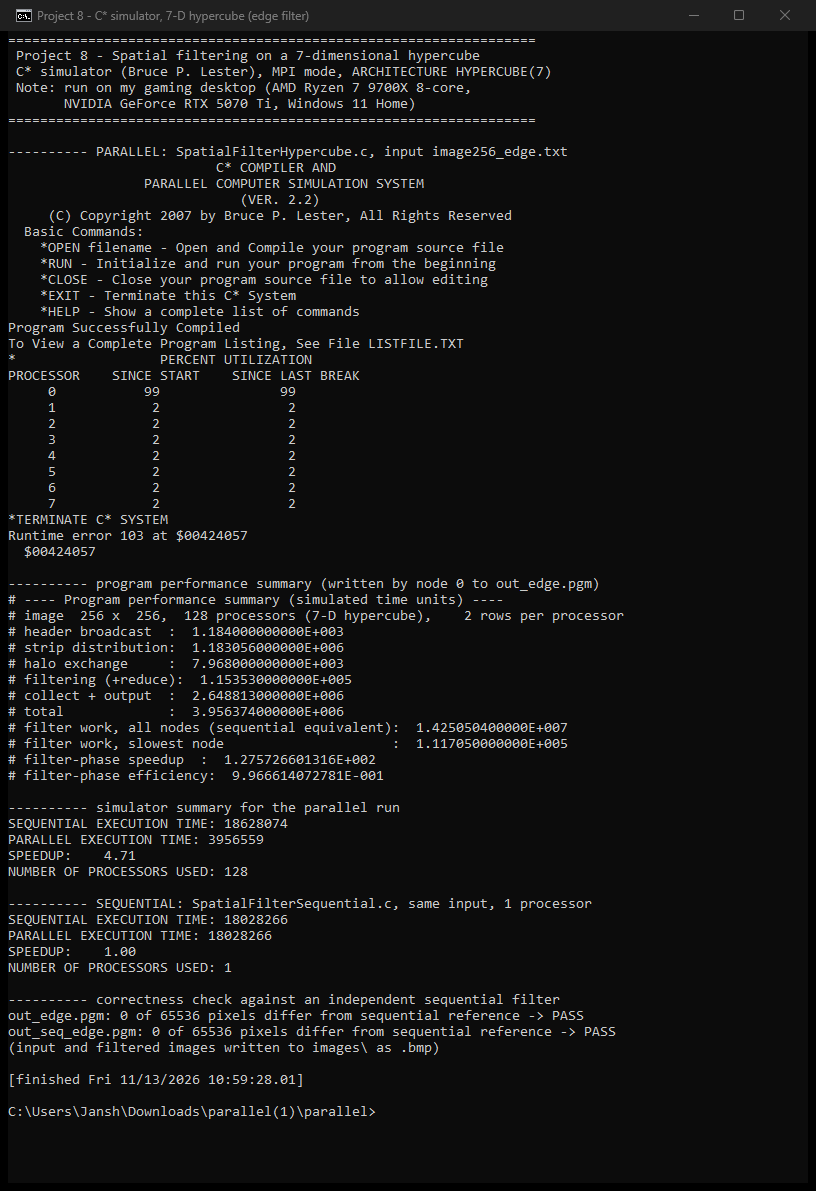 Project 8 - C* simulator, 7-D hypercube (edge filter)
==================================================================
 Project 8 - Spatial filtering on a 7-dimensional hypercube
 C* simulator (Bruce P. Lester), MPI mode, ARCHITECTURE HYPERCUBE(7)
 Note: run on my gaming desktop (AMD Ryzen 7 9700X 8-core,
       NVIDIA GeForce RTX 5070 Ti, Windows 11 Home)
==================================================================

---------- PARALLEL: SpatialFilterHypercube.c, input image256_edge.txt
                          C* COMPILER AND
                 PARALLEL COMPUTER SIMULATION SYSTEM
                             (VER. 2.2)
     (C) Copyright 2007 by Bruce P. Lester, All Rights Reserved
  Basic Commands:
    *OPEN filename - Open and Compile your program source file
    *RUN - Initialize and run your program from the beginning
    *CLOSE - Close your program source file to allow editing
    *EXIT - Terminate this C* System
    *HELP - Show a complete list of commands
Program Successfully Compiled
To View a Complete Program Listing, See File LISTFILE.TXT
*                  PERCENT UTILIZATION
PROCESSOR    SINCE START    SINCE LAST BREAK
     0           99               99
     1            2                2
     2            2                2
     3            2                2
     4            2                2
     5            2                2
     6            2                2
     7            2                2
*TERMINATE C* SYSTEM
Runtime error 103 at $00424057
  $00424057

---------- program performance summary (written by node 0 to out_edge.pgm)
# ---- Program performance summary (simulated time units) ----
# image  256 x  256,  128 processors (7-D hypercube),    2 rows per processor
# header broadcast  :  1.184000000000E+003
# strip distribution:  1.183056000000E+006
# halo exchange     :  7.968000000000E+003
# filtering (+reduce):  1.153530000000E+005
# collect + output  :  2.648813000000E+006
# total             :  3.956374000000E+006
# filter work, all nodes (sequential equivalent):  1.425050400000E+007
# filter work, slowest node                     :  1.117050000000E+005
# filter-phase speedup  :  1.275726601316E+002
# filter-phase efficiency:  9.966614072781E-001

---------- simulator summary for the parallel run
SEQUENTIAL EXECUTION TIME: 18628074
PARALLEL EXECUTION TIME: 3956559
SPEEDUP:    4.71
NUMBER OF PROCESSORS USED: 128

---------- SEQUENTIAL: SpatialFilterSequential.c, same input, 1 processor
SEQUENTIAL EXECUTION TIME: 18028266
PARALLEL EXECUTION TIME: 18028266
SPEEDUP:    1.00
NUMBER OF PROCESSORS USED: 1

---------- correctness check against an independent sequential filter
out_edge.pgm: 0 of 65536 pixels differ from sequential reference -> PASS
out_seq_edge.pgm: 0 of 65536 pixels differ from sequential reference -> PASS
(input and filtered images written to images\ as .bmp)

[finished Fri 11/13/2026 10:59:28.01]

C:\Users\Jansh\Downloads\parallel(1)\parallel>